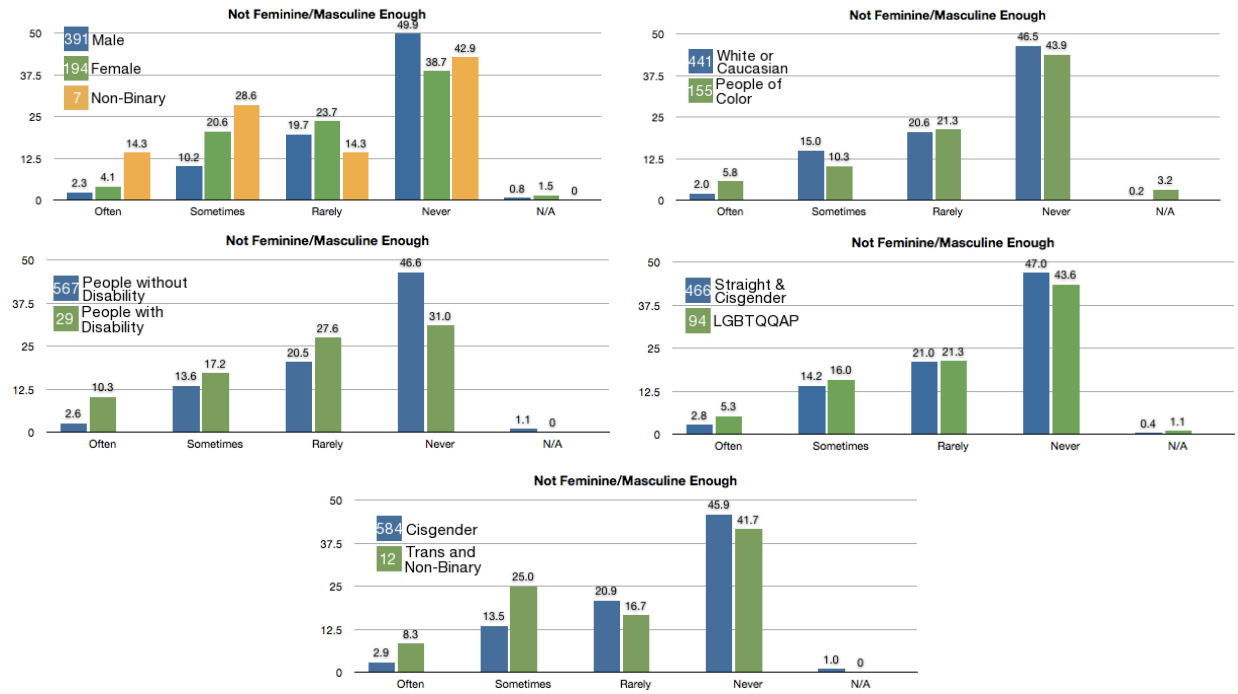 Not Feminine/Masculine Enough
50
37.5
25
12.5
0
391 Male
194 Female
7 Non-Binary
2.3 4.1 14.3
10.2 20.6 28.6
19.7 23.7 14.3
49.9 38.7 42.9
0.8 1.5 0
Often Sometimes Rarely Never N/A
Not Feminine/Masculine Enough
50
37.5
25
12.5
0
441 White or
Caucasian
155 People of
Color
2.0 5.8
15.0 10.3
20.6 21.3
46.5 43.9
0.2 3.2
Often Sometimes Rarely Never N/A
Not Feminine/Masculine Enough
50
37.5
25
12.5
0
567 People without
Disability
29 People with
Disability
2.6 10.3
13.6 17.2
20.5 27.6
46.6 31.0
1.1 0
Often Sometimes Rarely Never N/A
Not Feminine/Masculine Enough
50
37.5
25
12.5
0
466 Straight &
Cisgender
94 LGBTQQAP
2.8 5.3
14.2 16.0
21.0 21.3
47.0 43.6
0.4 1.1
Often Sometimes Rarely Never N/A
Not Feminine/Masculine Enough
50
37.5
25
12.5
0
584 Cisgender
12 Trans and
Non-Binary
2.9 8.3
13.5 25.0
20.9 16.7
45.9 41.7
1.0 0
Often Sometimes Rarely Never N/A